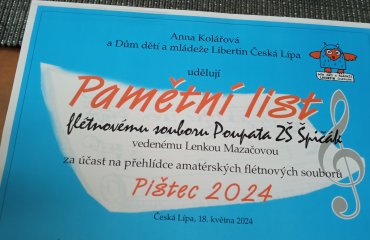 Anna Kolářová
a Dům dětí a mládeže Libertin Česká Lípa
udělují
Pamětní list
flétnovému souboru Poupata ZŠ Špičák
vedenému Lenkou Mazačovou
za účast na přehlídce amatérských flétnových souborů
Pištec 2024
Česká Lípa, 18. května 2024